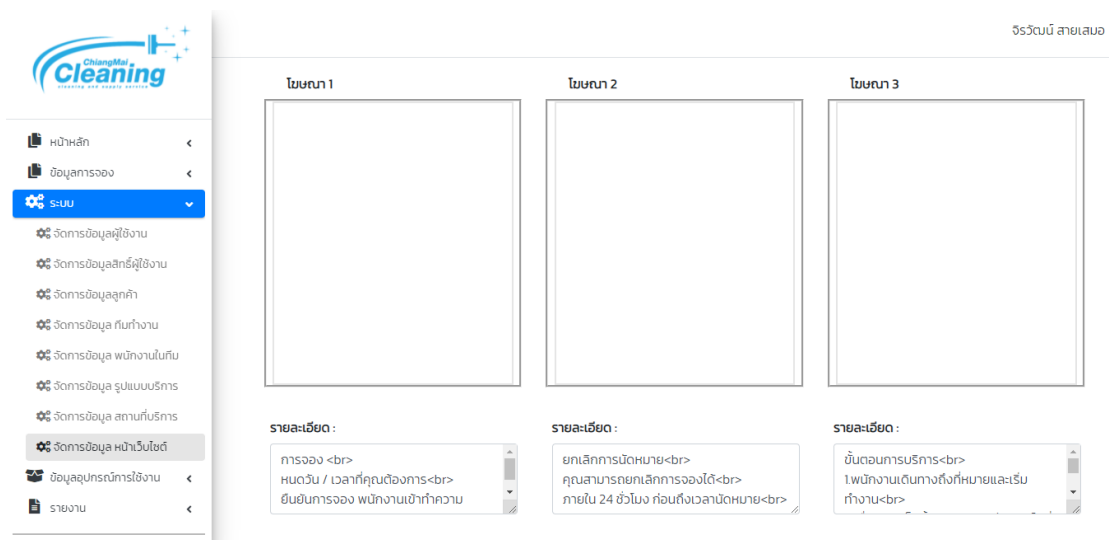 ChiangMai
Cleaning
cleaning and supply service
จิรวัฒน์ สายเสมอ
หน้าหลัก
ข้อมูลการจอง
ระบบ
จัดการข้อมูลผู้ใช้งาน
จัดการข้อมูลสิทธิ์ผู้ใช้งาน
จัดการข้อมูลลูกค้า
จัดการข้อมูล ทีมทำงาน
จัดการข้อมูล พนักงานในทีม
จัดการข้อมูล รูปแบบบริการ
จัดการข้อมูล สถานที่บริการ
จัดการข้อมูล หน้าเว็บไซต์
ข้อมูลอุปกรณ์การใช้งาน
รายงาน
โฆษณา 1
โฆษณา 2
โฆษณา 3
รายละเอียด :
การจอง <br>
หนดวัน / เวลาที่คุณต้องการ<br>
ยืนยันการจอง พนักงานเข้าทำความ
รายละเอียด :
ยกเลิกการนัดหมาย<br>
คุณสามารถยกเลิกการจองได้<br>
ภายใน 24 ชั่วโมง ก่อนถึงเวลานัดหมาย<br>
รายละเอียด :
ขั้นตอนการบริการ<br>
1.พนักงานเดินทางถึงที่หมายและเริ่ม
ทำงาน<br>